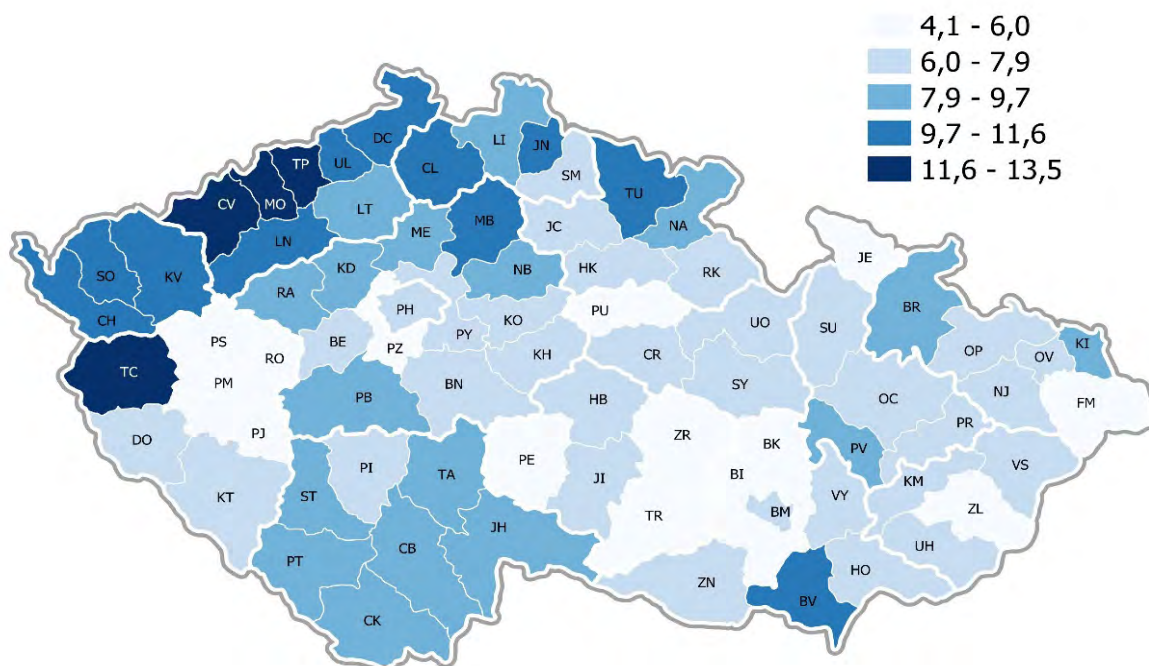 4,1 - 6,0
6,0 - 7,9
7,9 - 9,7
9,7 - 11,6
11,6 - 13,5
DC
LI
JN
TP
UL
CL
SM
CV
MO
TU
LT
MB
LN
ME
JC
NA
SO
KV
KD
NB
HK
RK
JE
RA
PH
PU
BR
CH
KO
UO
SU
PS
BE
PZ
PY
OP
OV
KI
RO
KH
CR
TC
PM
BN
SY
NJ
PB
HB
OC
FM
PR
DO
PJ
ZR
BK
PE
PV
VS
PI
TA
BI
KM
KT
ST
JI
VY
ZL
TR
BM
JH
UH
PT
CB
HO
ZN
BV
CK